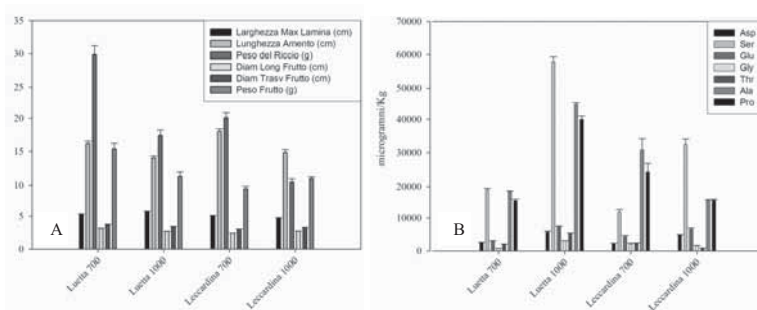 35
30
25
20
15
10
5
0
Larghezza Max Lamina (cm)
Lunghezza Amento (cm)
Peso del Riccio (g)
Diam Long Frutto (cm)
Diam Trasv Frutto (cm)
Peso Frutto (g)
A
Luetta 700
Luetta 1000
Leccardina 700
Leccardina 1000
microgrammi/Kg
70000
60000
50000
40000
30000
20000
10000
0
Asp
Ser
Glu
Gly
Thr
Ala
Pro
B
Luetta 700
Luetta 1000
Leccardina 700
Leccardina 1000